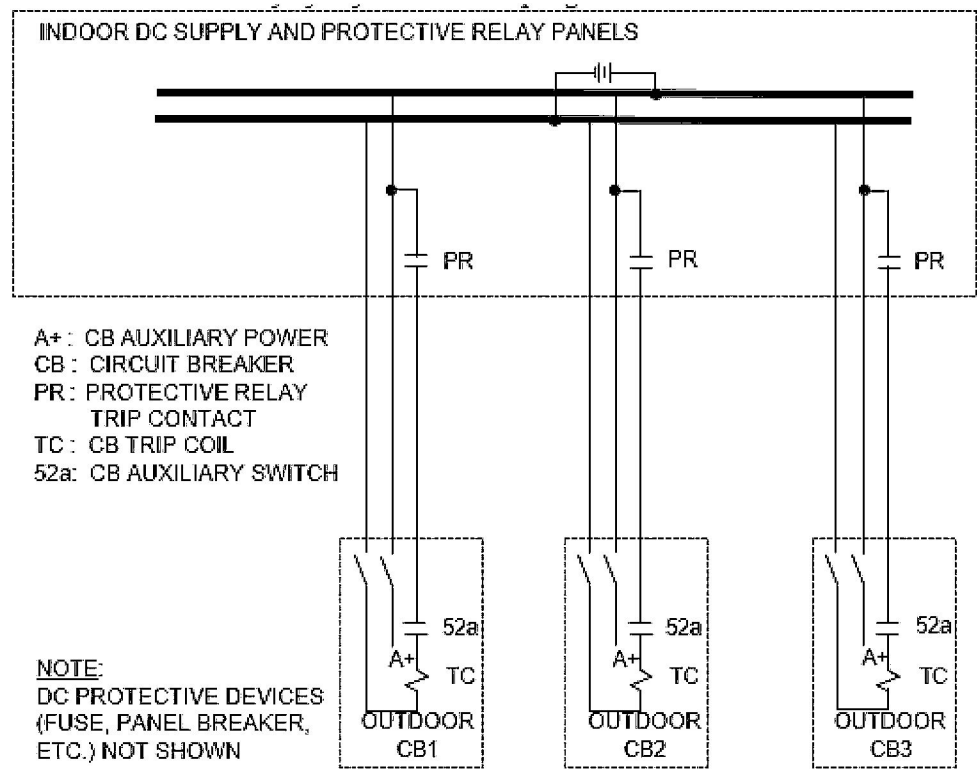 INDOOR DC SUPPLY AND PROTECTIVE RELAY PANELS
PR
PR
PR
A+ : CB AUXILIARY POWER
CB : CIRCUIT BREAKER
PR : PROTECTIVE RELAY
TRIP CONTACT
TC : CB TRIP COIL
52a: CB AUXILIARY SWITCH
52a
52a
52a
A+
TC
A+
TC
A+
TC
NOTE:
DC PROTECTIVE DEVICES
(FUSE, PANEL BREAKER,
ETC.) NOT SHOWN
OUTDOOR
CB1
OUTDOOR
CB2
OUTDOOR
CB3